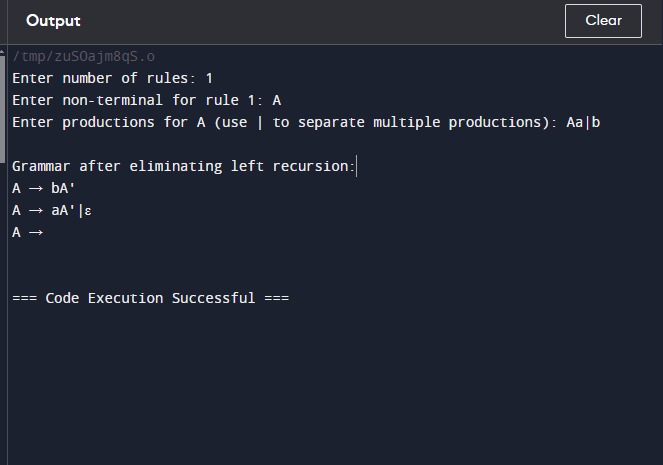 Output
Clear
/tmp/zuSOajm8qS.o
Enter number of rules: 1
Enter non-terminal for rule 1: A
Enter productions for A (use | to separate multiple productions): Aa|b
Grammar after eliminating left recursion:
A → bA'
A → aA'|ε
A →
=== Code Execution Successful ===